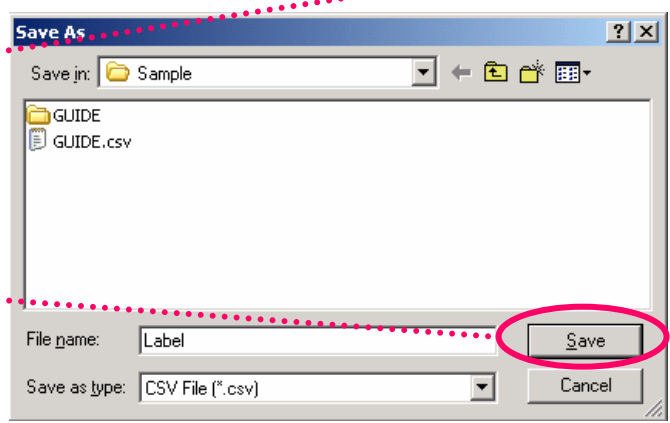 Save As
Save in: Sample
GUIDE
GUIDE.csv
File name: Label Save
Save as type: CSV File (*.csv) Cancel